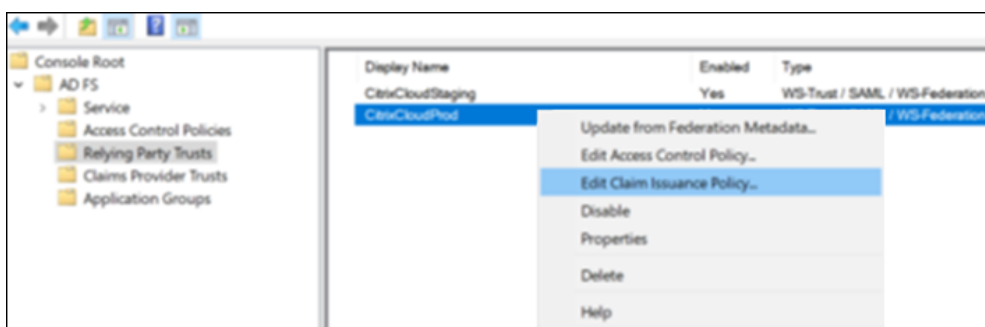 Console Root
AD FS
Service
Access Control Policies
Relying Party Trusts
Claims Provider Trusts
Application Groups
Display Name Enabled Type
CitrixCloudStaging Yes WS-Trust / SAML / WS-Federation
CitrixCloudProd / WS-Federation
Update from Federation Metadata...
Edit Access Control Policy...
Edit Claim Issuance Policy...
Disable
Properties
Delete
Help